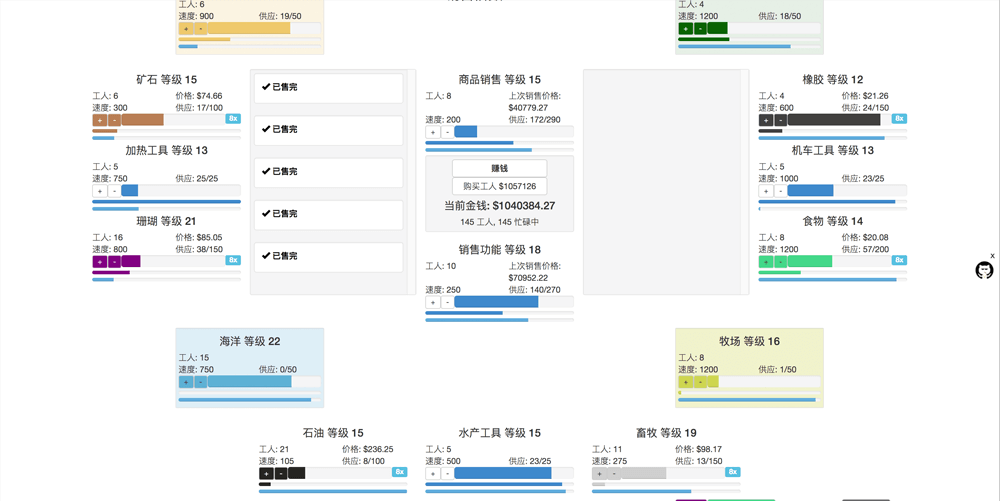 工人: 6
速度: 900 供应: 19/50
+ -
工人: 4
速度: 1200 供应: 18/50
+ -
矿石 等级 15
工人: 6 价格: $74.66
速度: 300 供应: 17/100
+ - 8x
加热工具 等级 13
工人: 5
速度: 750 供应: 25/25
+ -
珊瑚 等级 21
工人: 16 价格: $85.05
速度: 800 供应: 38/150
+ - 8x
✔ 已售完
✔ 已售完
✔ 已售完
✔ 已售完
✔ 已售完
商品销售 等级 15
工人: 8 上次销售价格:
$40779.27
速度: 200 供应: 172/290
+ -
赚钱
购买工人 $1057126
当前金钱: $1040384.27
145 工人, 145 忙碌中
销售功能 等级 18
工人: 10 上次销售价格:
$70952.22
速度: 250 供应: 140/270
+ -
橡胶 等级 12
工人: 4 价格: $21.26
速度: 600 供应: 24/150
+ - 8x
机车工具 等级 13
工人: 5
速度: 1000 供应: 23/25
+ -
食物 等级 14
工人: 8 价格: $20.08
速度: 1200 供应: 57/200
+ - 8x
x
海洋 等级 22
工人: 15
速度: 750 供应: 0/50
+ -
牧场 等级 16
工人: 8
速度: 1200 供应: 1/50
+ -
石油 等级 15
工人: 21 价格: $236.25
速度: 105 供应: 8/100
+ - 8x
水产工具 等级 15
工人: 5
速度: 500 供应: 23/25
+ -
畜牧 等级 19
工人: 11 价格: $98.17
速度: 275 供应: 13/150
+ - 8x